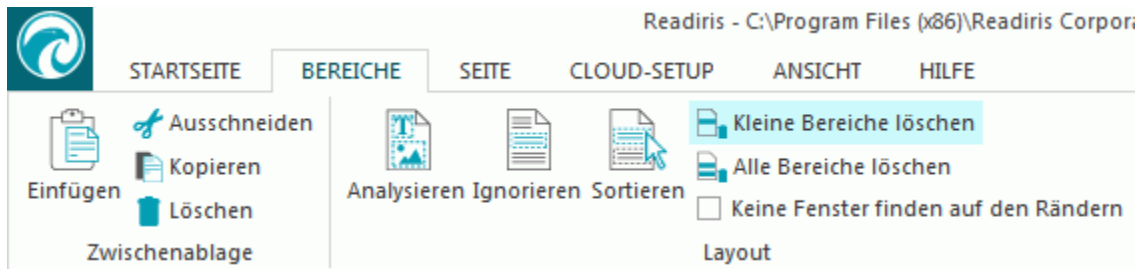 Readiris - C:\Program Files (x86)\Readiris Corpora
STARTSEITE BEREICHE SEITE CLOUD-SETUP ANSICHT HILFE
Einfügen
Ausschneiden
Kopieren
Löschen
Zwischenablage
Analysieren Ignorieren Sortieren
Kleine Bereiche löschen
Alle Bereiche löschen
Keine Fenster finden auf den Rändern
Layout